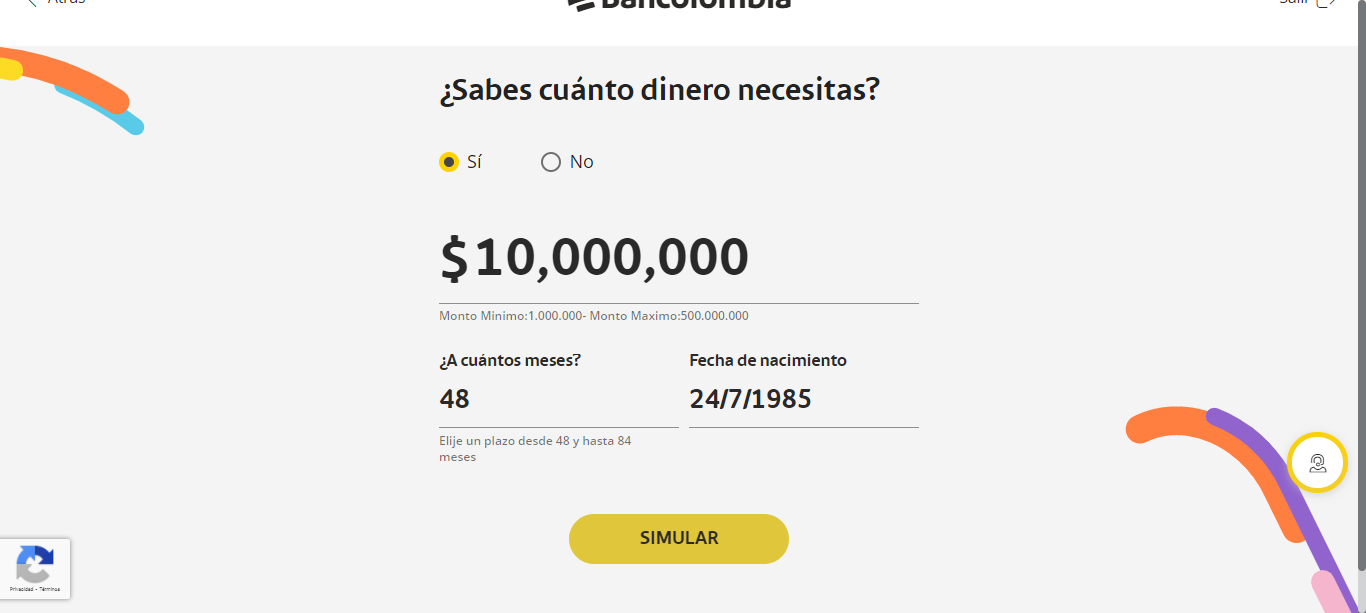 Atrás
Bancolombia
Salir
¿Sabes cuánto dinero necesitas?
Sí
No
$10,000,000
Monto Minimo:1.000.000- Monto Maximo:500.000.000
¿A cuántos meses?
Fecha de nacimiento
48
24/7/1985
Elije un plazo desde 48 y hasta 84
meses
SIMULAR
Privacidad - Términos